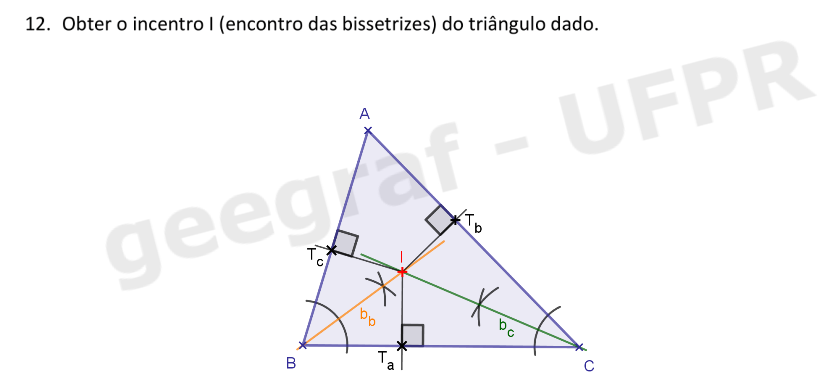 12. Obter o incentro I (encontro das bissetrizes) do triângulo dado.
geegraf - UFPR
A
Tb
Tc
I
bb
bc
B
Ta
C